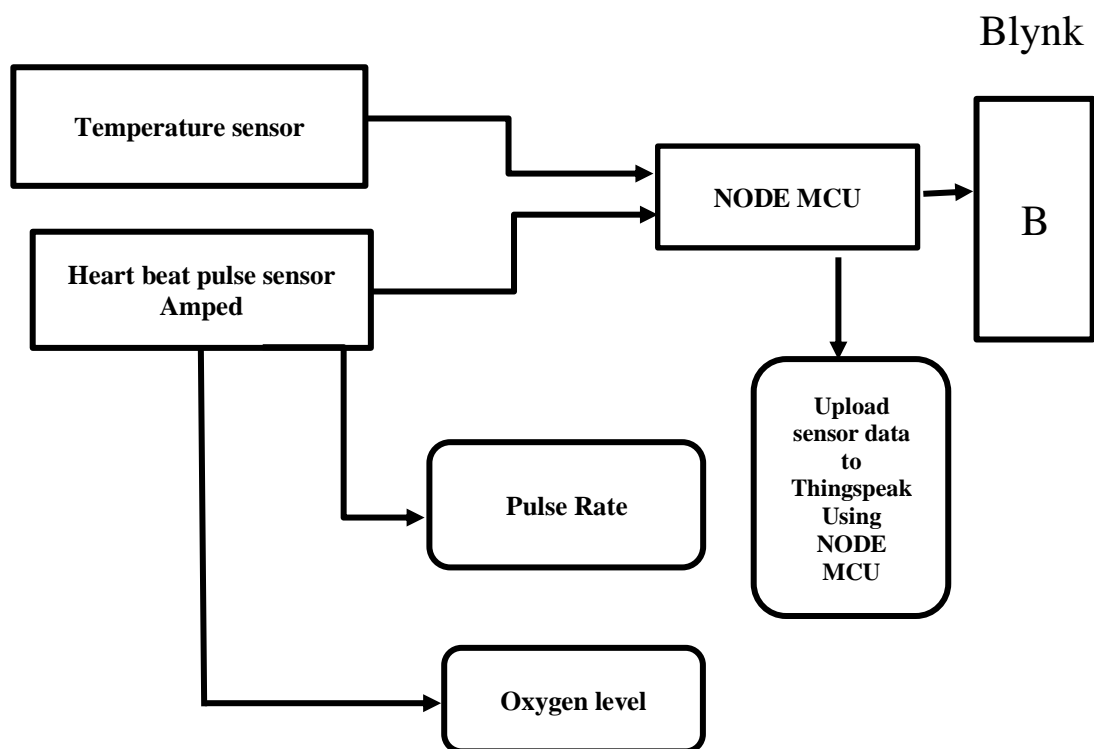 Blynk
Temperature sensor
NODE MCU
B
Heart beat pulse sensor
Amped
Upload
sensor data
to
Thingspeak
Using
NODE
MCU
Pulse Rate
Oxygen level